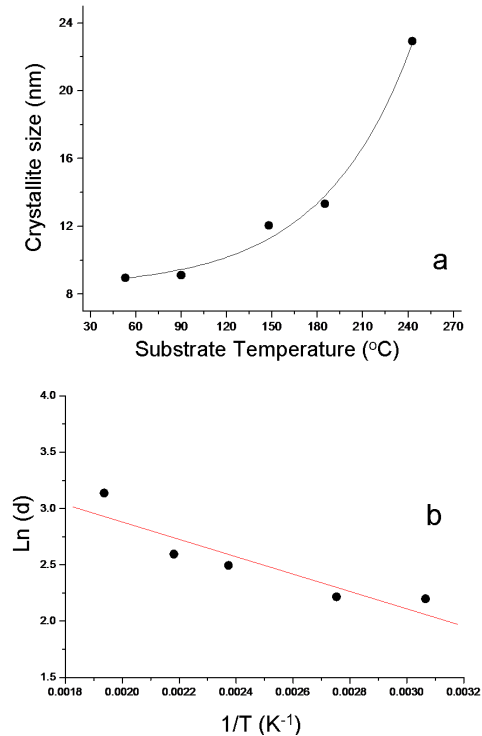 24
20
16
12
8
Crystallite size (nm)
a
30 60 90 120 150 180 210 240 270
Substrate Temperature (°C)
4.0
3.5
3.0
2.5
2.0
1.5
Ln (d)
b
0.0018 0.0020 0.0022 0.0024 0.0026 0.0028 0.0030 0.0032
1/T (K⁻¹)